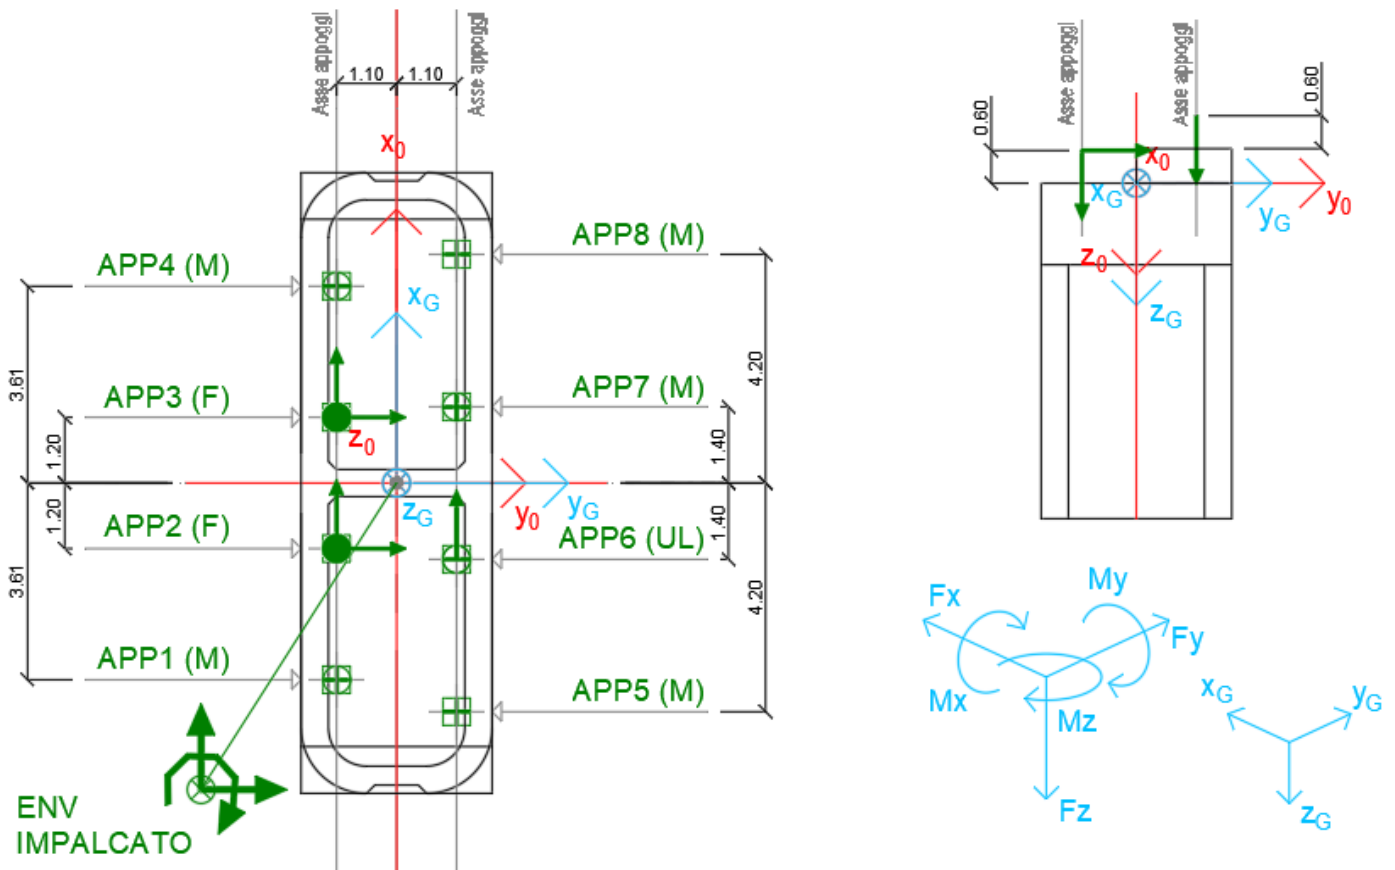 Asse appoggi
Asse appoggi
1.10
1.10
x0
APP4 (M)
APP8 (M)
xG
3.61
APP3 (F)
APP7 (M)
4.20
z0
1.20
1.40
zG
y0
yG
1.20
APP2 (F)
APP6 (UL)
1.40
3.61
4.20
APP1 (M)
APP5 (M)
ENV
IMPALCATO
Asse appoggi
Asse appoggi
0.60
0.60
x0
xG
yG
y0
z0
zG
My
Fx
Fy
Mx
Mz
Fz
xG
yG
zG